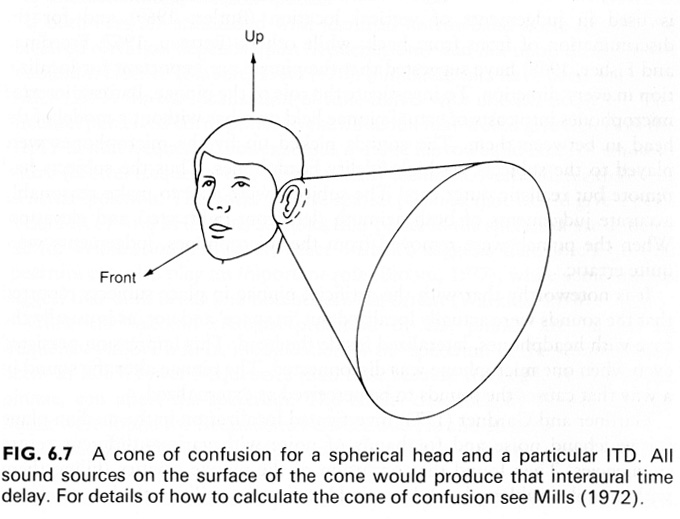 Up
Front
FIG. 6.7 A cone of confusion for a spherical head and a particular ITD. All
sound sources on the surface of the cone would produce that interaural time
delay. For details of how to calculate the cone of confusion see Mills (1972).